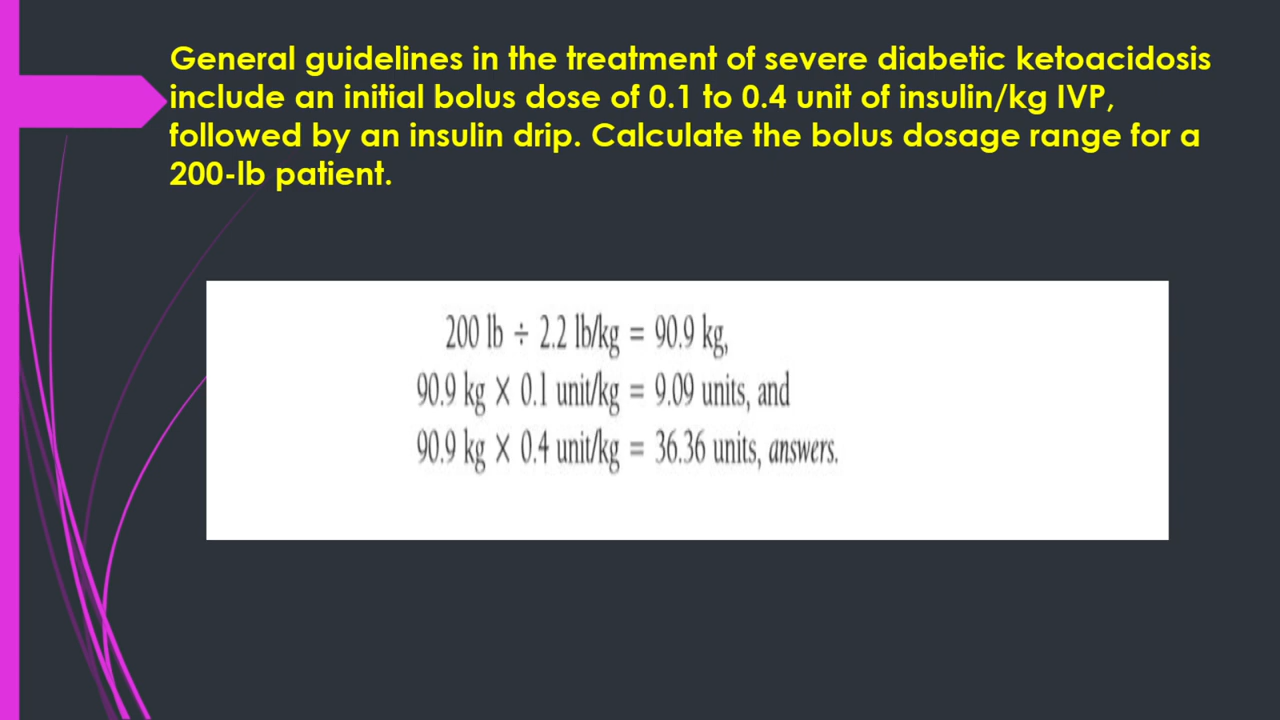 General guidelines in the treatment of severe diabetic ketoacidosis
include an initial bolus dose of 0.1 to 0.4 unit of insulin/kg IVP,
followed by an insulin drip. Calculate the bolus dosage range for a
200-lb patient.
200 lb ÷ 2.2 lb/kg = 90.9 kg,
90.9 kg × 0.1 unit/kg = 9.09 units, and
90.9 kg × 0.4 unit/kg = 36.36 units, answers.